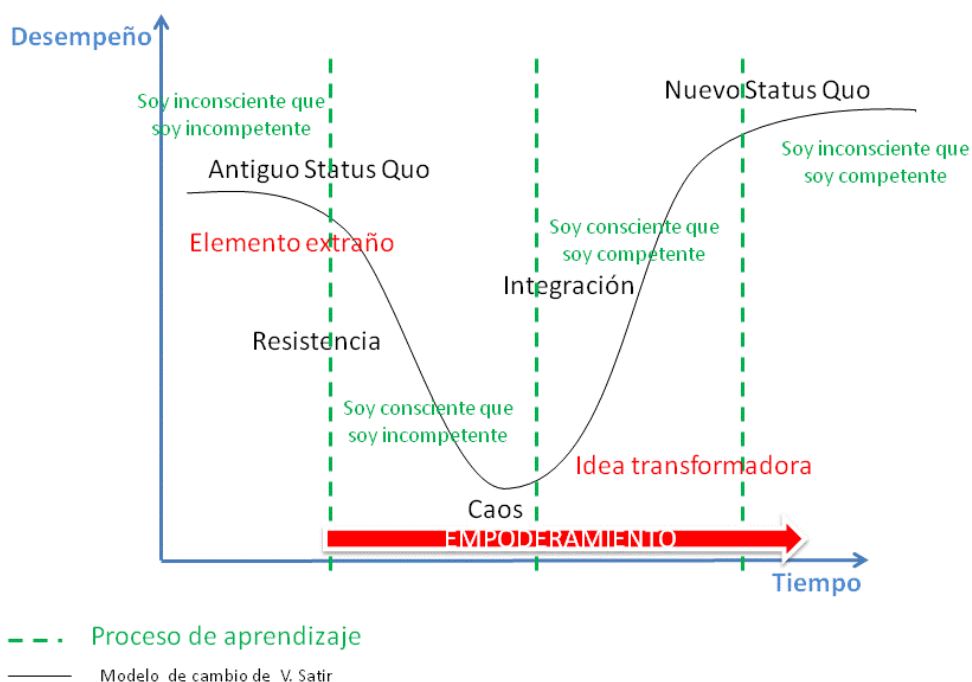 Desempeño
Nuevo Status Quo
Soy inconsciente que
soy incompetente
Soy inconsciente que
soy competente
Antiguo Status Quo
Elemento extraño
Soy consciente que
soy competente
Integración
Resistencia
Soy consciente que
soy incompetente
Idea transformadora
Caos
EMPODERAMIENTO
Tiempo
Proceso de aprendizaje
Modelo de cambio de V. Satir